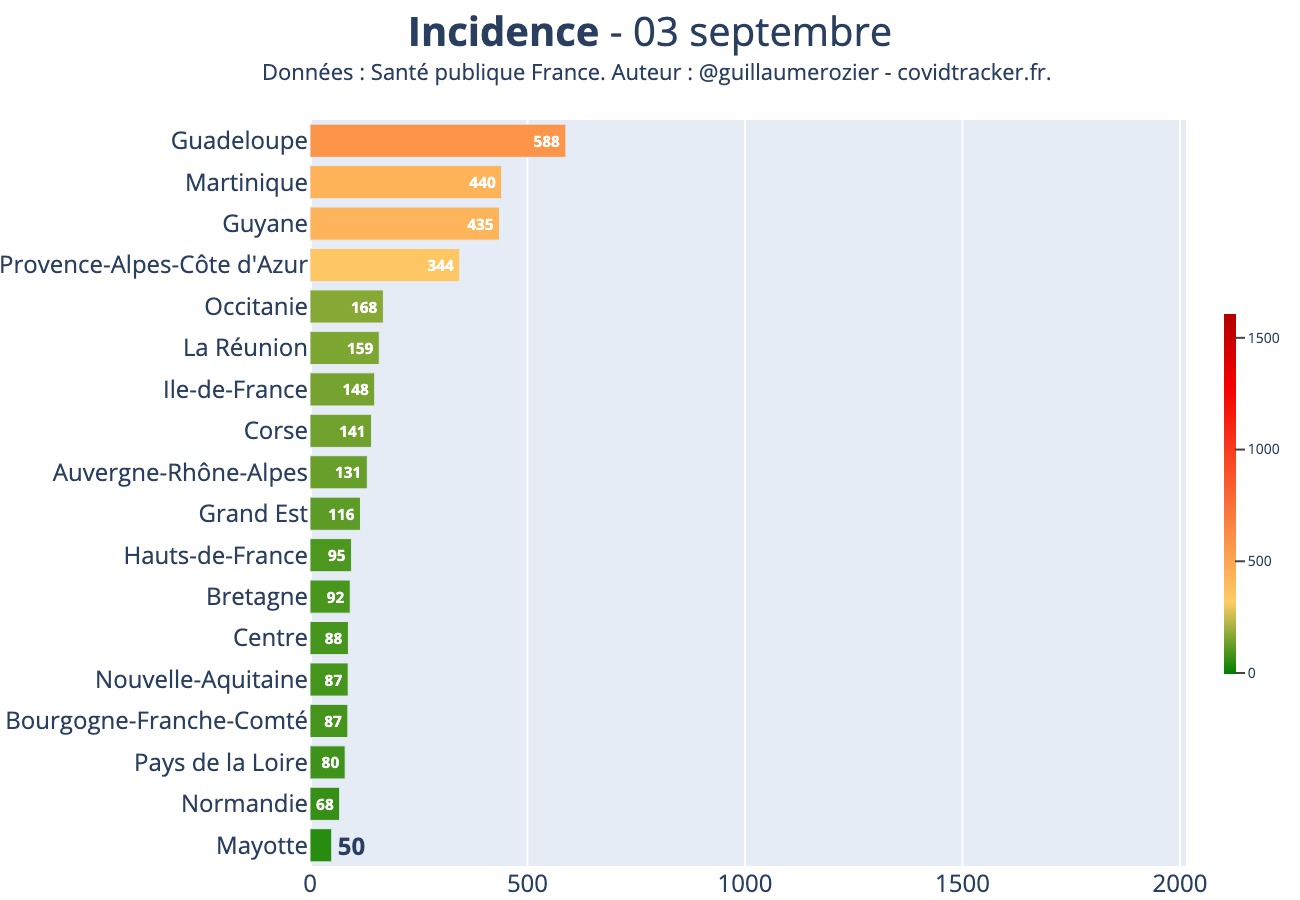 Incidence - 03 septembre
Données : Santé publique France. Auteur : @guillaumerozier - covidtracker.fr.
Guadeloupe 588
Martinique 440
Guyane 435
Provence-Alpes-Côte d'Azur 344
Occitanie 168
La Réunion 159
Ile-de-France 148
Corse 141
Auvergne-Rhône-Alpes 131
Grand Est 116
Hauts-de-France 95
Bretagne 92
Centre 88
Nouvelle-Aquitaine 87
Bourgogne-Franche-Comté 87
Pays de la Loire 80
Normandie 68
Mayotte 50
0 500 1000 1500 2000
1500
1000
500
0